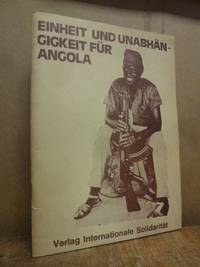 EINHEIT UND UNABHÄN-
GIGKEIT FÜR
ANGOLA
Verlag Internationale Solidarität